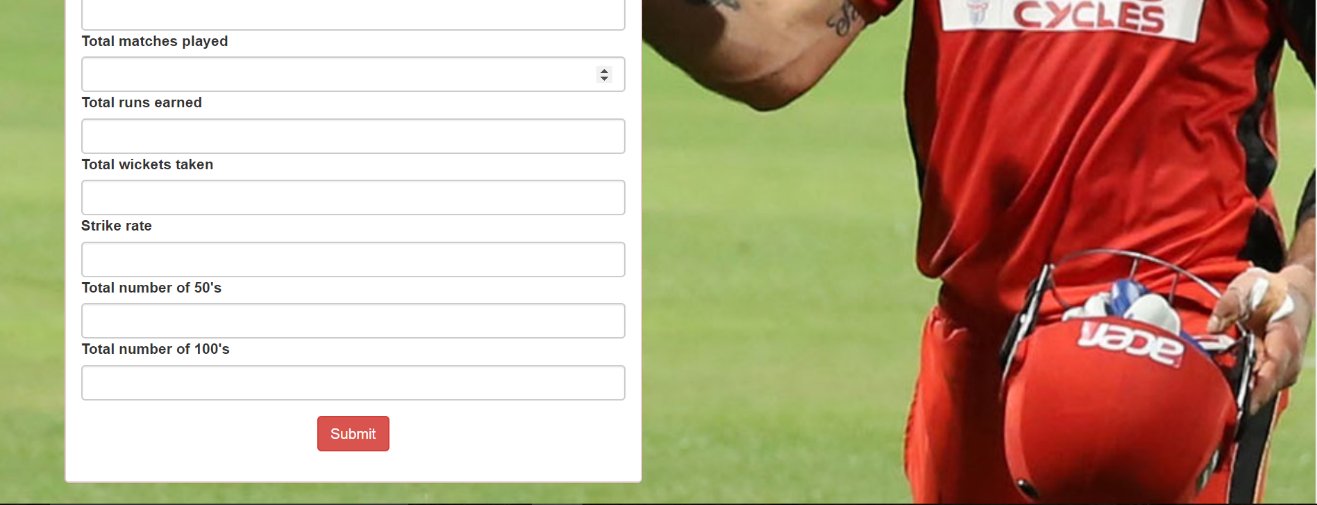 CYCLES
Total matches played
Total runs earned
Total wickets taken
Strike rate
Total number of 50's
acer
Total number of 100's
Submit